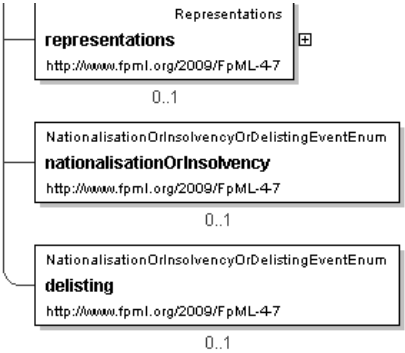 Representations
representations
http://www.fpml.org/2009/FpML-4-7
0..1
NationalisationOrInsolvencyOrDelistingEventEnum
nationalisationOrInsolvency
http://www.fpml.org/2009/FpML-4-7
0..1
NationalisationOrInsolvencyOrDelistingEventEnum
delisting
http://www.fpml.org/2009/FpML-4-7
0..1